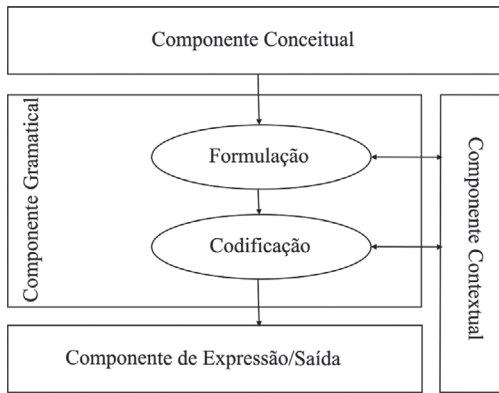 Componente Conceitual
Componente Gramatical
Formulação
Codificação
Componente Contextual
Componente de Expressão/Saída